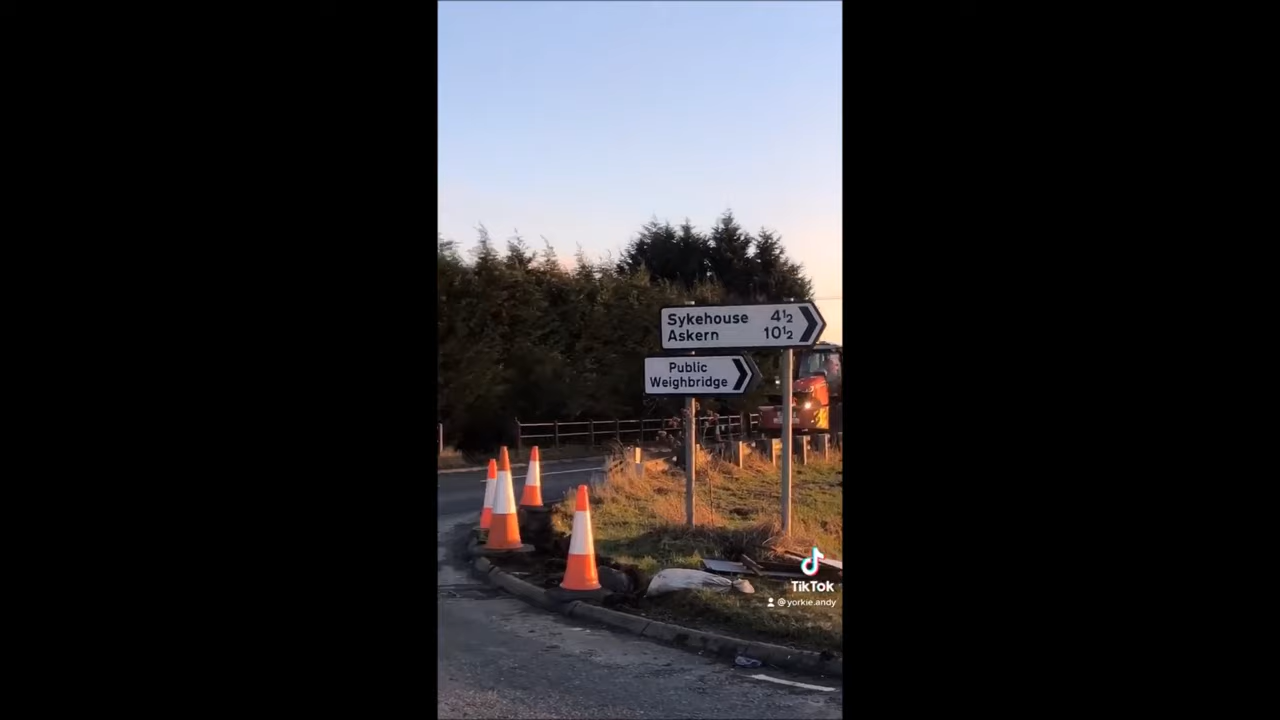 Sykehouse 4½
Askern 10½
Public
Weighbridge
TikTok
@yorkie.andy